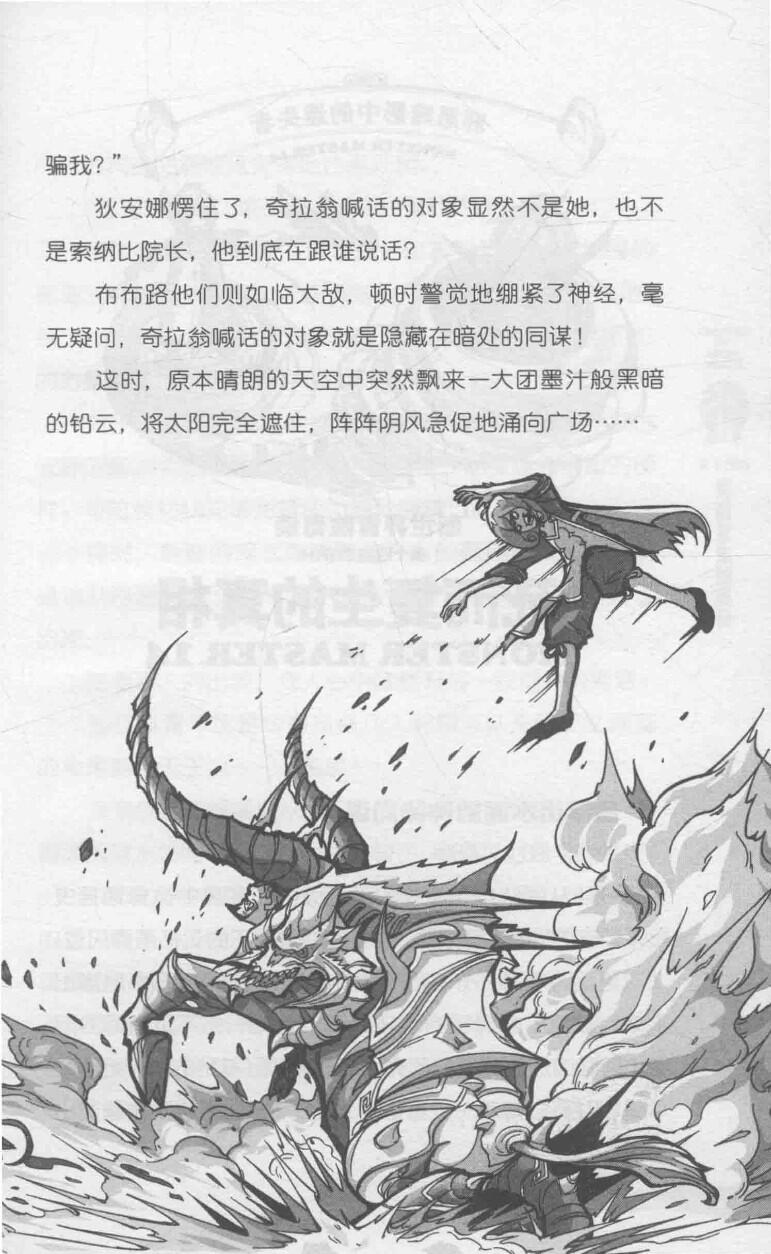 骗我？”
狄安娜愣住了，奇拉翁喊话的对象显然不是她，也不
是索纳比院长，他到底在跟谁说话？
布布路他们则如临大敌，顿时警觉地绷紧了神经，毫
无疑问，奇拉翁喊话的对象就是隐藏在暗处的同谋！
这时，原本晴朗的天空中突然飘来一大团墨汁般黑暗
的铅云，将太阳完全遮住，阵阵阴风急促地涌向广场……